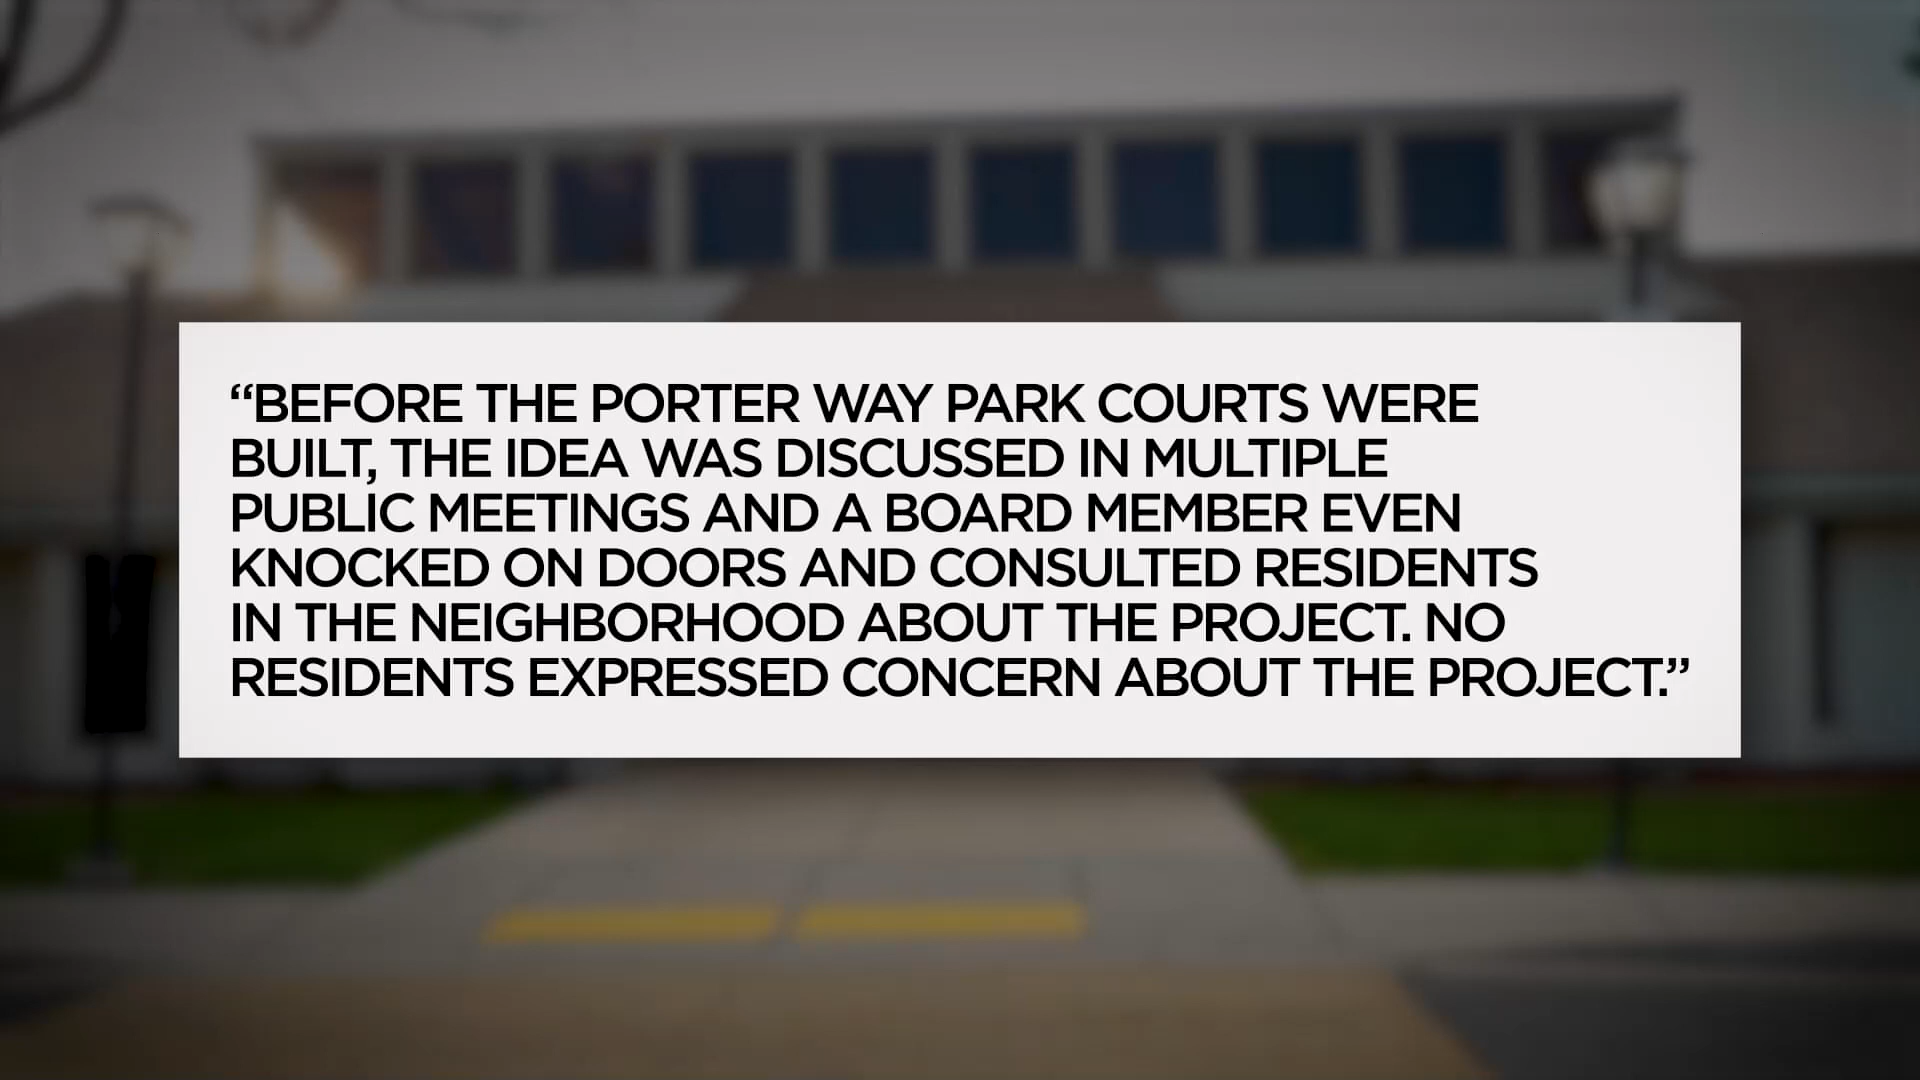 “BEFORE THE PORTER WAY PARK COURTS WERE
BUILT, THE IDEA WAS DISCUSSED IN MULTIPLE
PUBLIC MEETINGS AND A BOARD MEMBER EVEN
KNOCKED ON DOORS AND CONSULTED RESIDENTS
IN THE NEIGHBORHOOD ABOUT THE PROJECT. NO
RESIDENTS EXPRESSED CONCERN ABOUT THE PROJECT.”